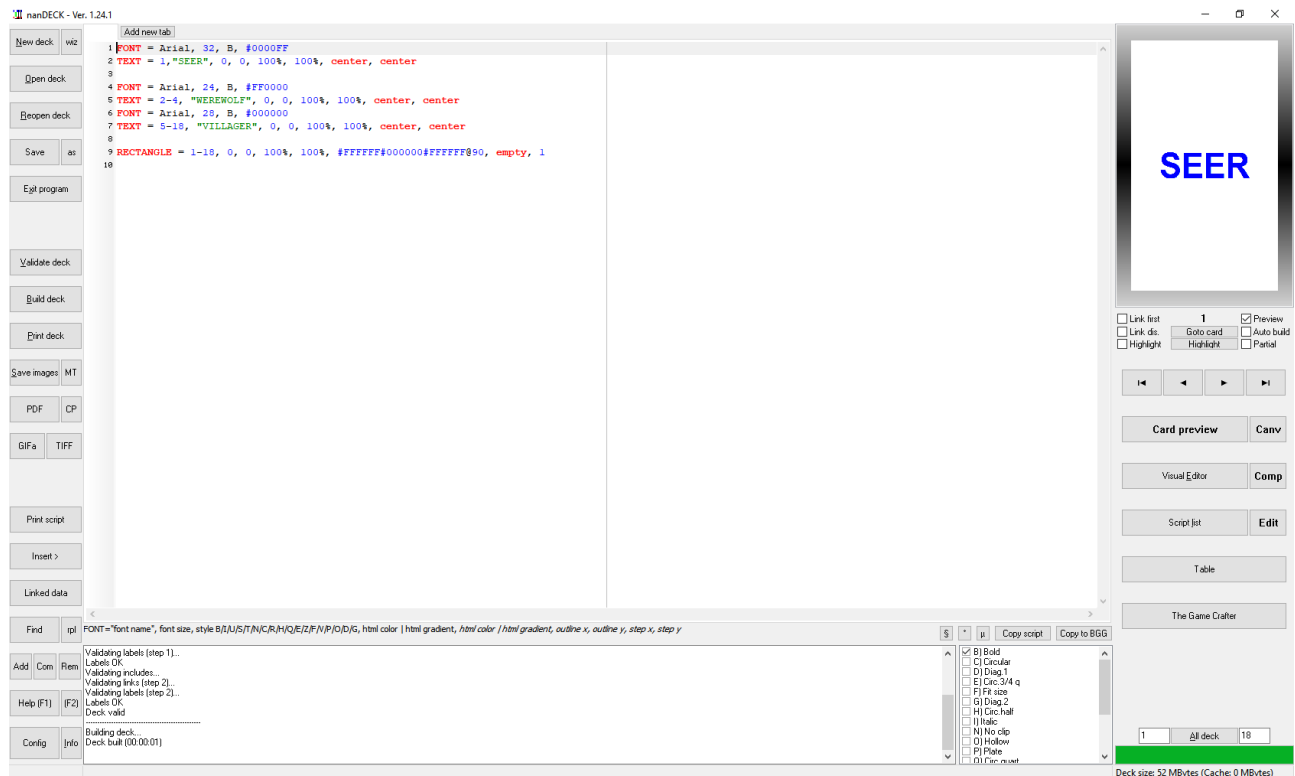 nanDECK - Ver. 1.24.1
New deck wiz
Open deck
Reopen deck
Save as
Exit program
Validate deck
Build deck
Print deck
Save images MT
PDF CP
GIFa TIFF
Print script
Insert >
Linked data
Find rpl
Add Com Rem
Help (F1) (F2)
Config Info
Add new tab
1 FONT = Arial, 32, B, #0000FF
2 TEXT = 1,"SEER", 0, 0, 100%, 100%, center, center
3
4 FONT = Arial, 24, B, #FF0000
5 TEXT = 2-4, "WEREWOLF", 0, 0, 100%, 100%, center, center
6 FONT = Arial, 28, B, #000000
7 TEXT = 5-18, "VILLAGER", 0, 0, 100%, 100%, center, center
8
9 RECTANGLE = 1-18, 0, 0, 100%, 100%, #FFFFFF#000000#FFFFFF@90, empty, 1
10
FONT="font name", font size, style B/I/U/S/T/N/C/R/H/Q/E/Z/F/V/P/O/D/G, html color | html gradient, html color / html gradient, outline x, outline y, step x, step y
§ " µ Copy script Copy to BGG
Validating labels (step 1)...
Labels OK
Validating includes...
Validating links (step 2)...
Validating labels (step 2)...
Labels OK
Deck valid
Building deck...
Deck built (00:00:01)
B) Bold
C) Circular
D) Diag.1
E) Circ.3/4 q
F) Fit size
G) Diag.2
H) Circ.half
I) Italic
N) No clip
O) Hollow
P) Plate
Q) Circ.quart
SEER
Link first 1 Preview
Link dis. Goto card Auto build
Highlight Highlight Partial
Card preview Canv
Visual Editor Comp
Script list Edit
Table
The Game Crafter
1 All deck 18
Deck size: 52 MBytes (Cache: 0 MBytes)